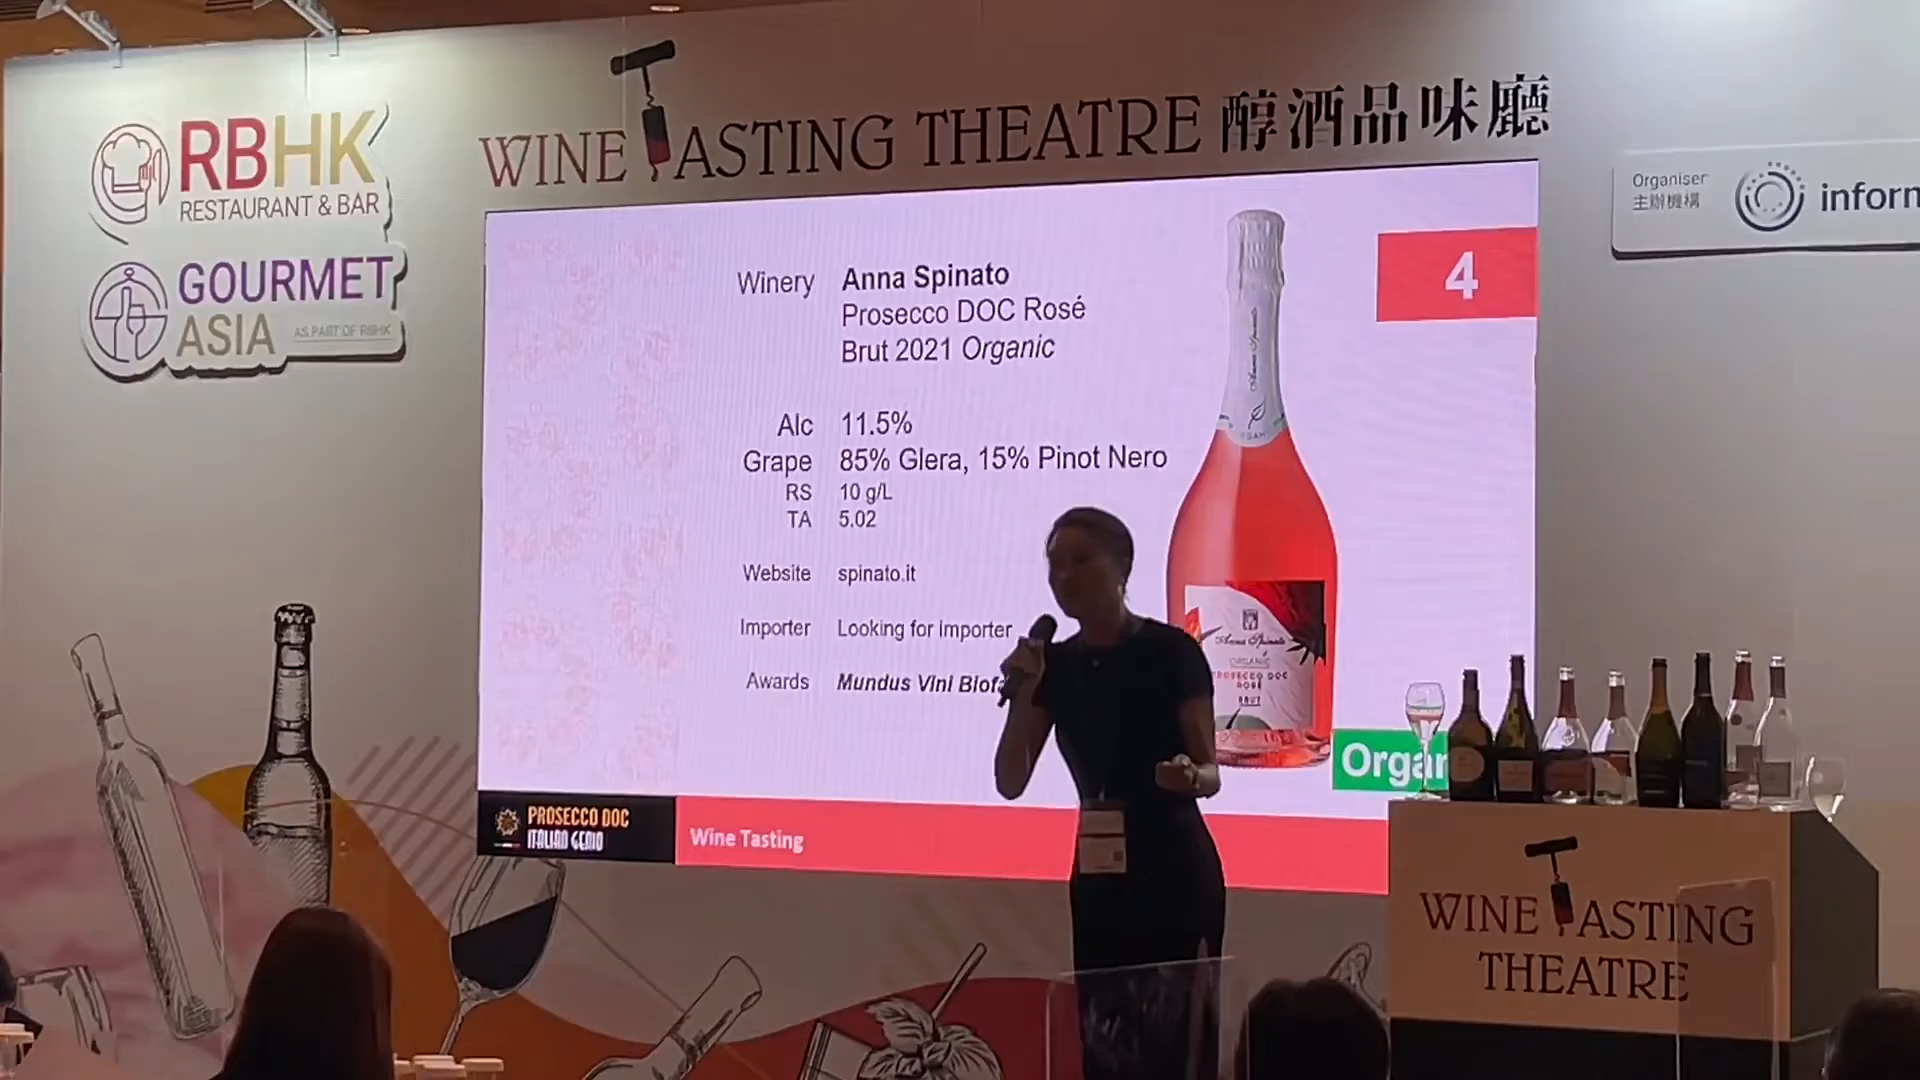 RBHK
RESTAURANT & BAR
GOURMET
ASIA
AS PART OF RBHK
WINE TASTING THEATRE 醇酒品味廳
Organiser
主辦機構
inform
4
Winery Anna Spinato
Prosecco DOC Rosé
Brut 2021 Organic
Alc 11.5%
Grape 85% Glera, 15% Pinot Nero
RS 10 g/L
TA 5.02
Website spinato.it
Importer Looking for importer
Awards Mundus Vini Biofa
Anna Spinato
ORGANIC
PROSECCO DOC
ROSÉ
BRUT
Organ
PROSECCO DOC
ITALIAN GENIO
Wine Tasting
WINE TASTING
THEATRE